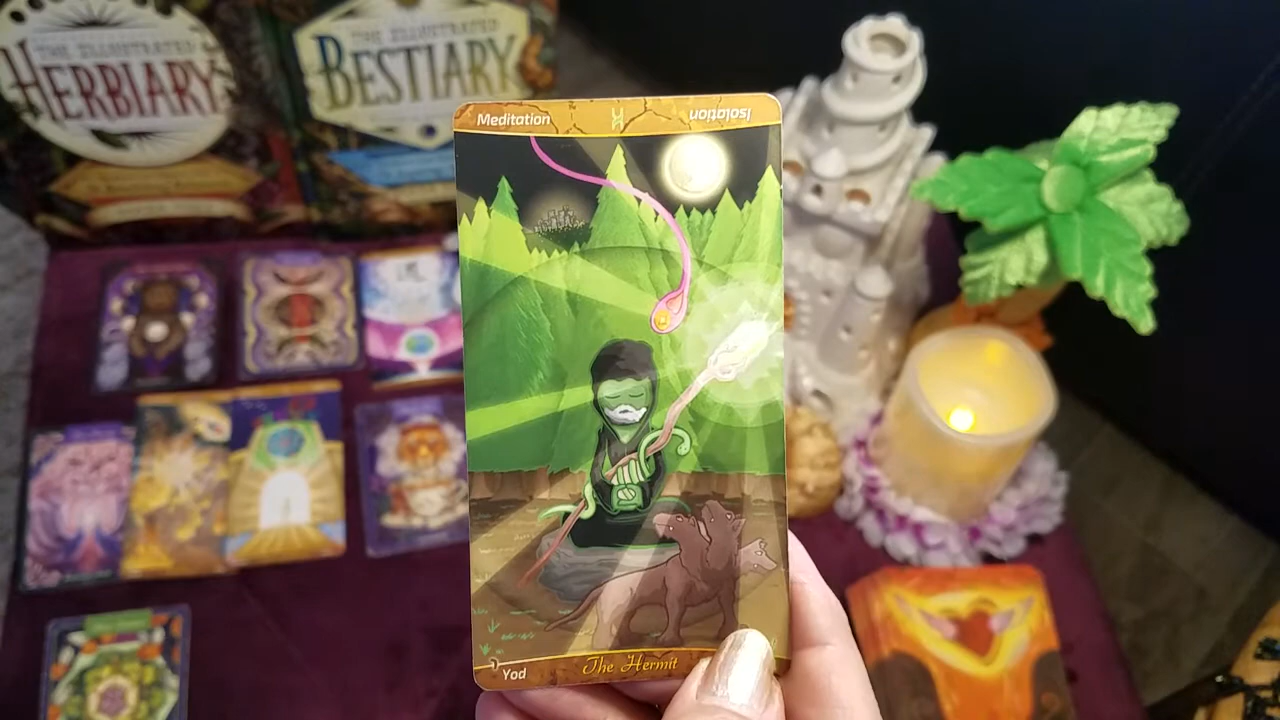 THE ILLUSTRATED
HERBIARY
THE ILLUSTRATED
BESTIARY
Meditation
Isolation
Yod
The Hermit